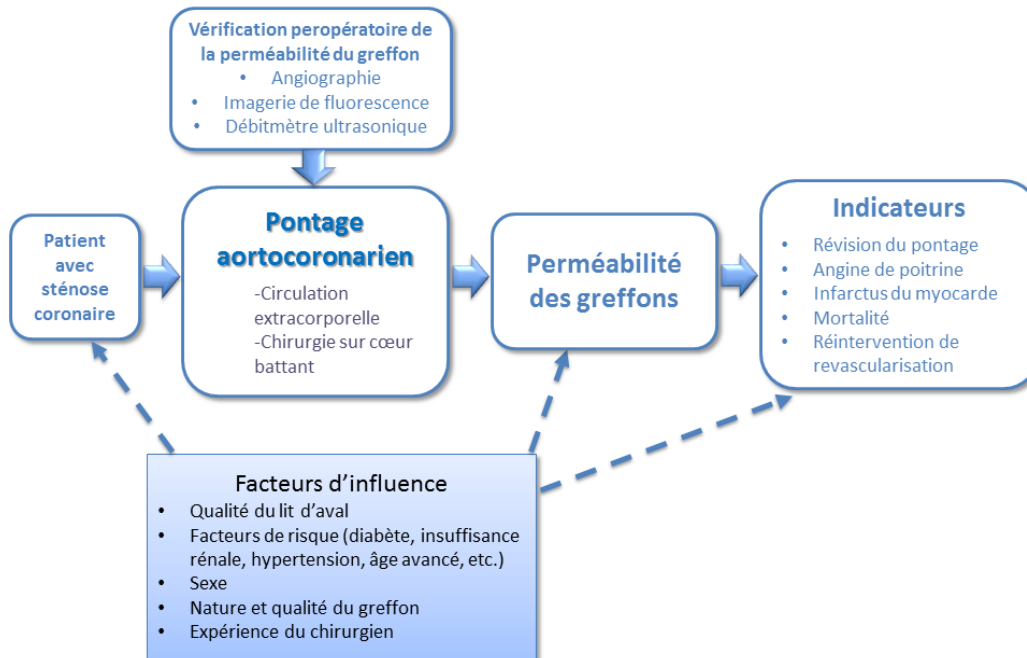 Vérification peropératoire de
la perméabilité du greffon
• Angiographie
• Imagerie de fluorescence
• Débitmètre ultrasonique
Patient
avec
sténose
coronaire
Pontage
aortocoronarien
-Circulation
extracorporelle
-Chirurgie sur cœur
battant
Perméabilité
des greffons
Indicateurs
• Révision du pontage
• Angine de poitrine
• Infarctus du myocarde
• Mortalité
• Réintervention de
revascularisation
Facteurs d’influence
• Qualité du lit d’aval
• Facteurs de risque (diabète, insuffisance
rénale, hypertension, âge avancé, etc.)
• Sexe
• Nature et qualité du greffon
• Expérience du chirurgien